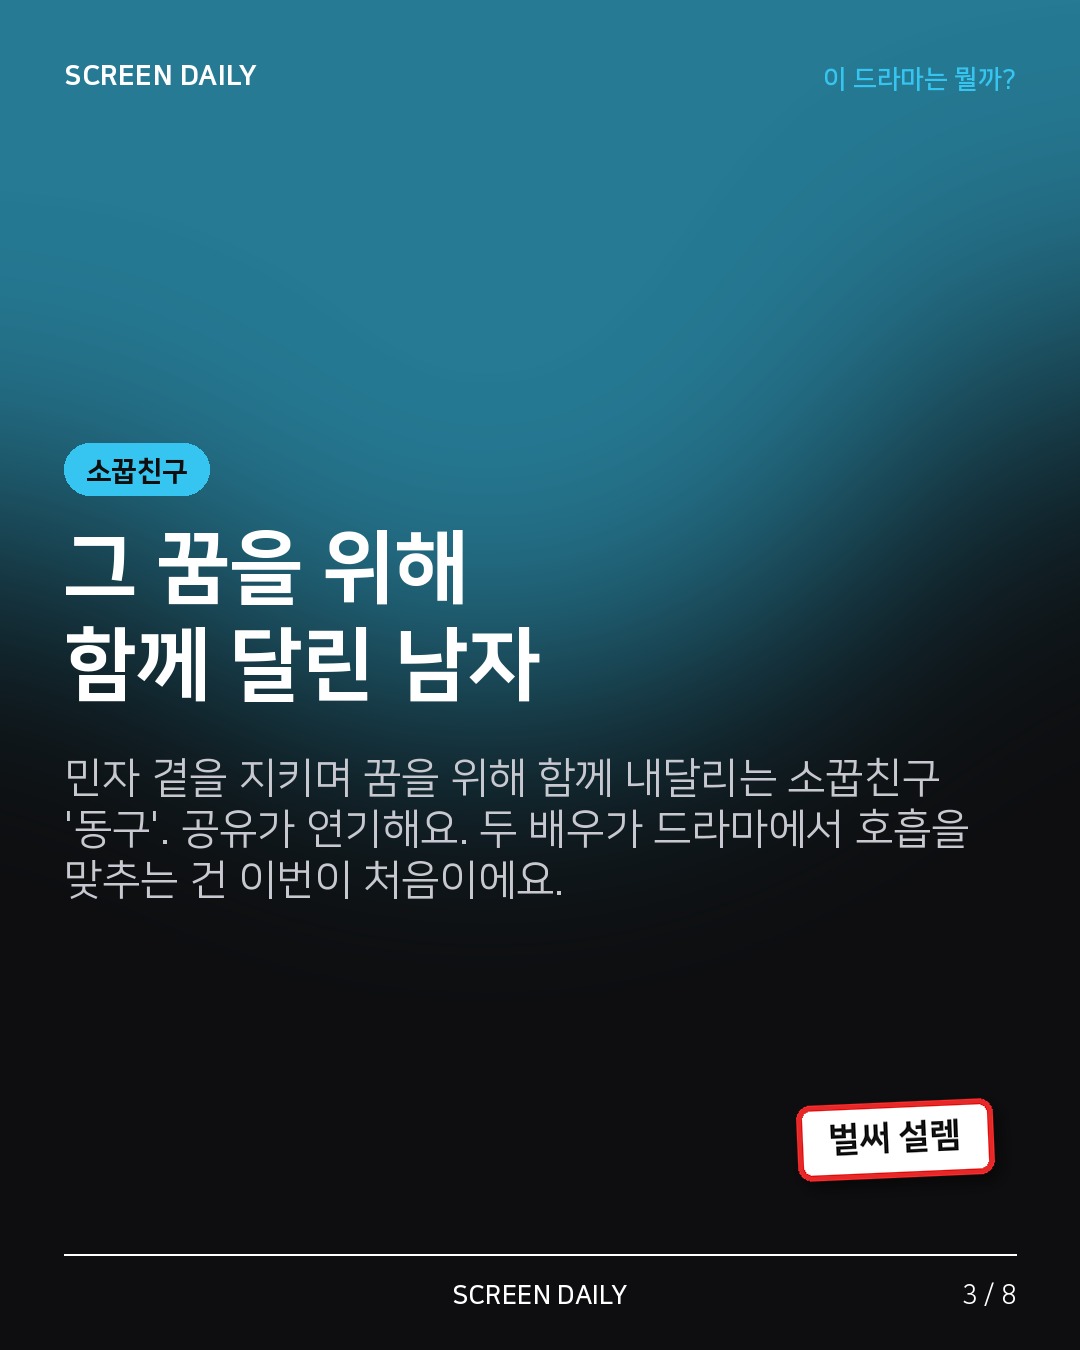 SCREEN DAILY
이 드라마는 뭘까?
소꿉친구
그 꿈을 위해
함께 달린 남자
민자 곁을 지키며 꿈을 위해 함께 내달리는 소꿉친구
'동구'. 공유가 연기해요. 두 배우가 드라마에서 호흡을
맞추는 건 이번이 처음이에요.
벌써 설렘
SCREEN DAILY
3 / 8